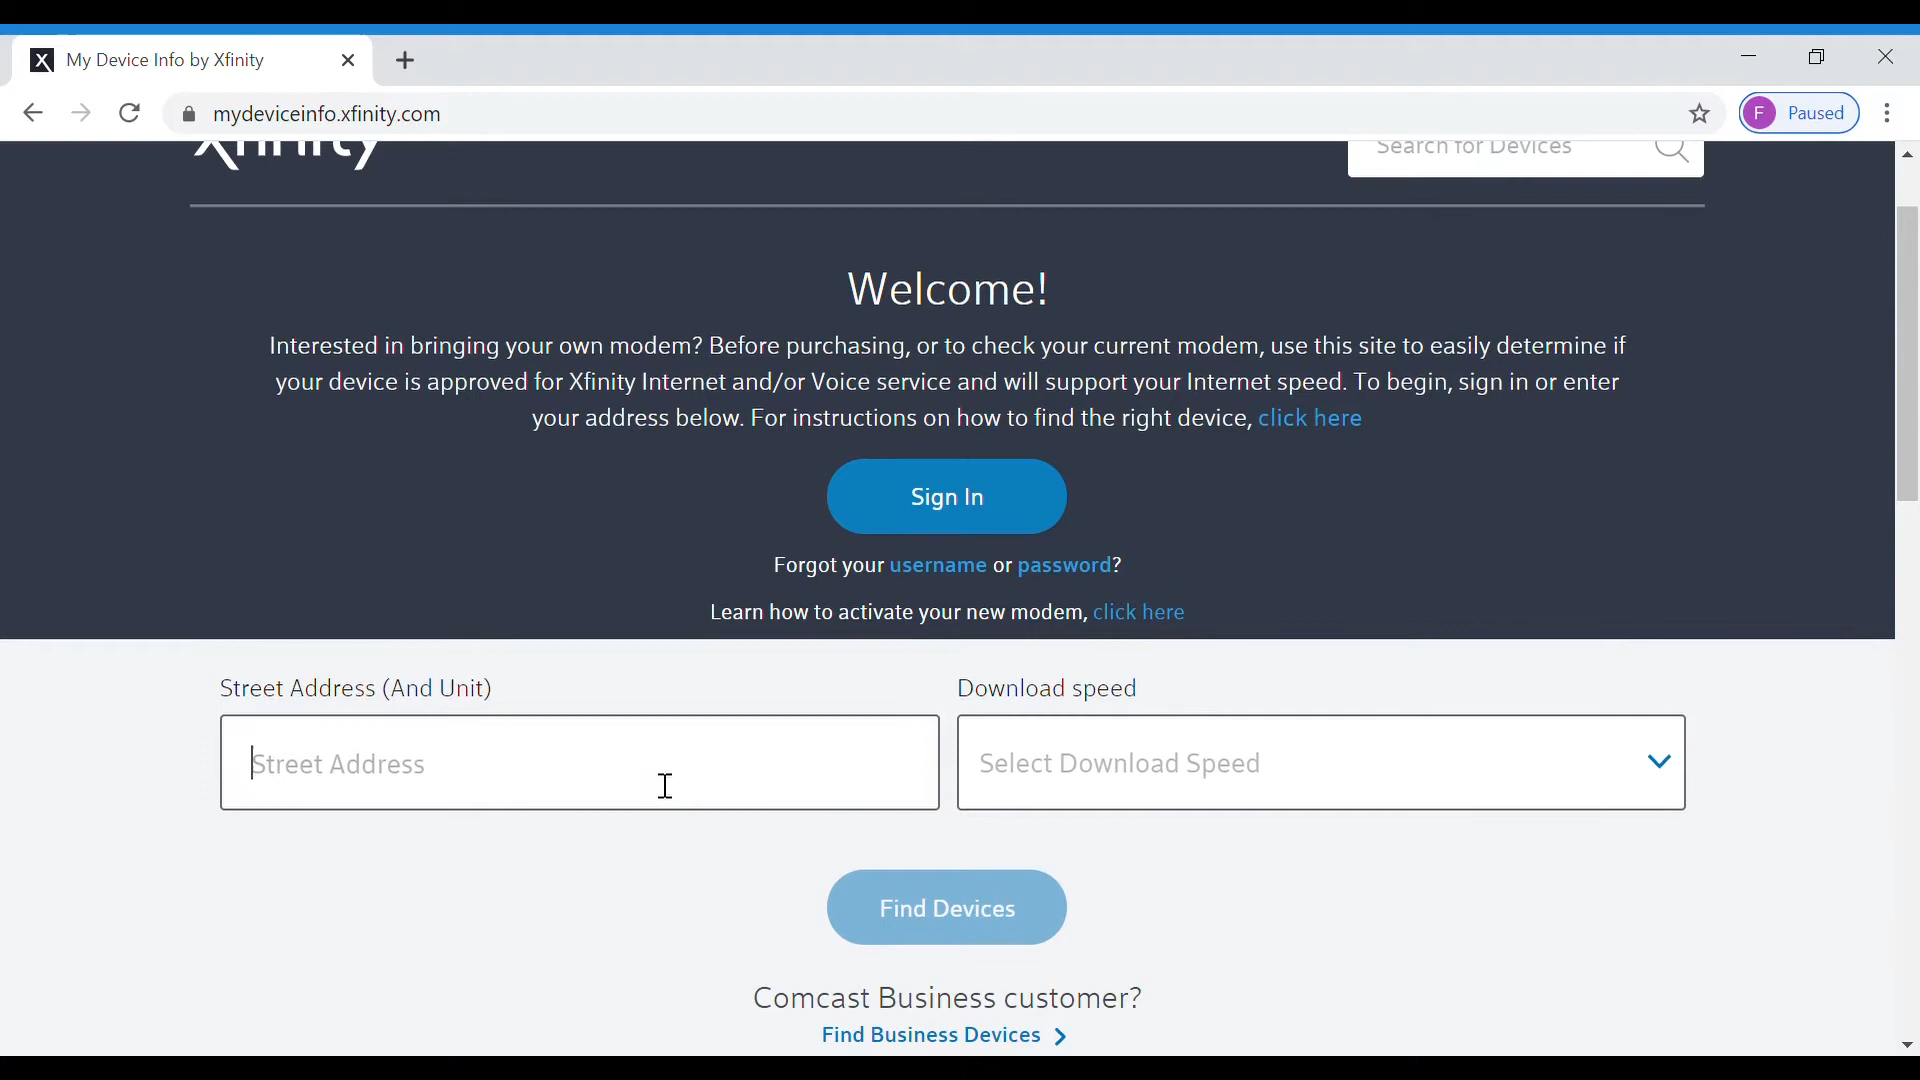 My Device Info by Xfinity
mydeviceinfo.xfinity.com
F Paused
xfinity
Search for Devices
Welcome!
Interested in bringing your own modem? Before purchasing, or to check your current modem, use this site to easily determine if
your device is approved for Xfinity Internet and/or Voice service and will support your Internet speed. To begin, sign in or enter
your address below. For instructions on how to find the right device, click here
Sign In
Forgot your username or password?
Learn how to activate your new modem, click here
Street Address (And Unit)
Download speed
Street Address
Select Download Speed
Find Devices
Comcast Business customer?
Find Business Devices